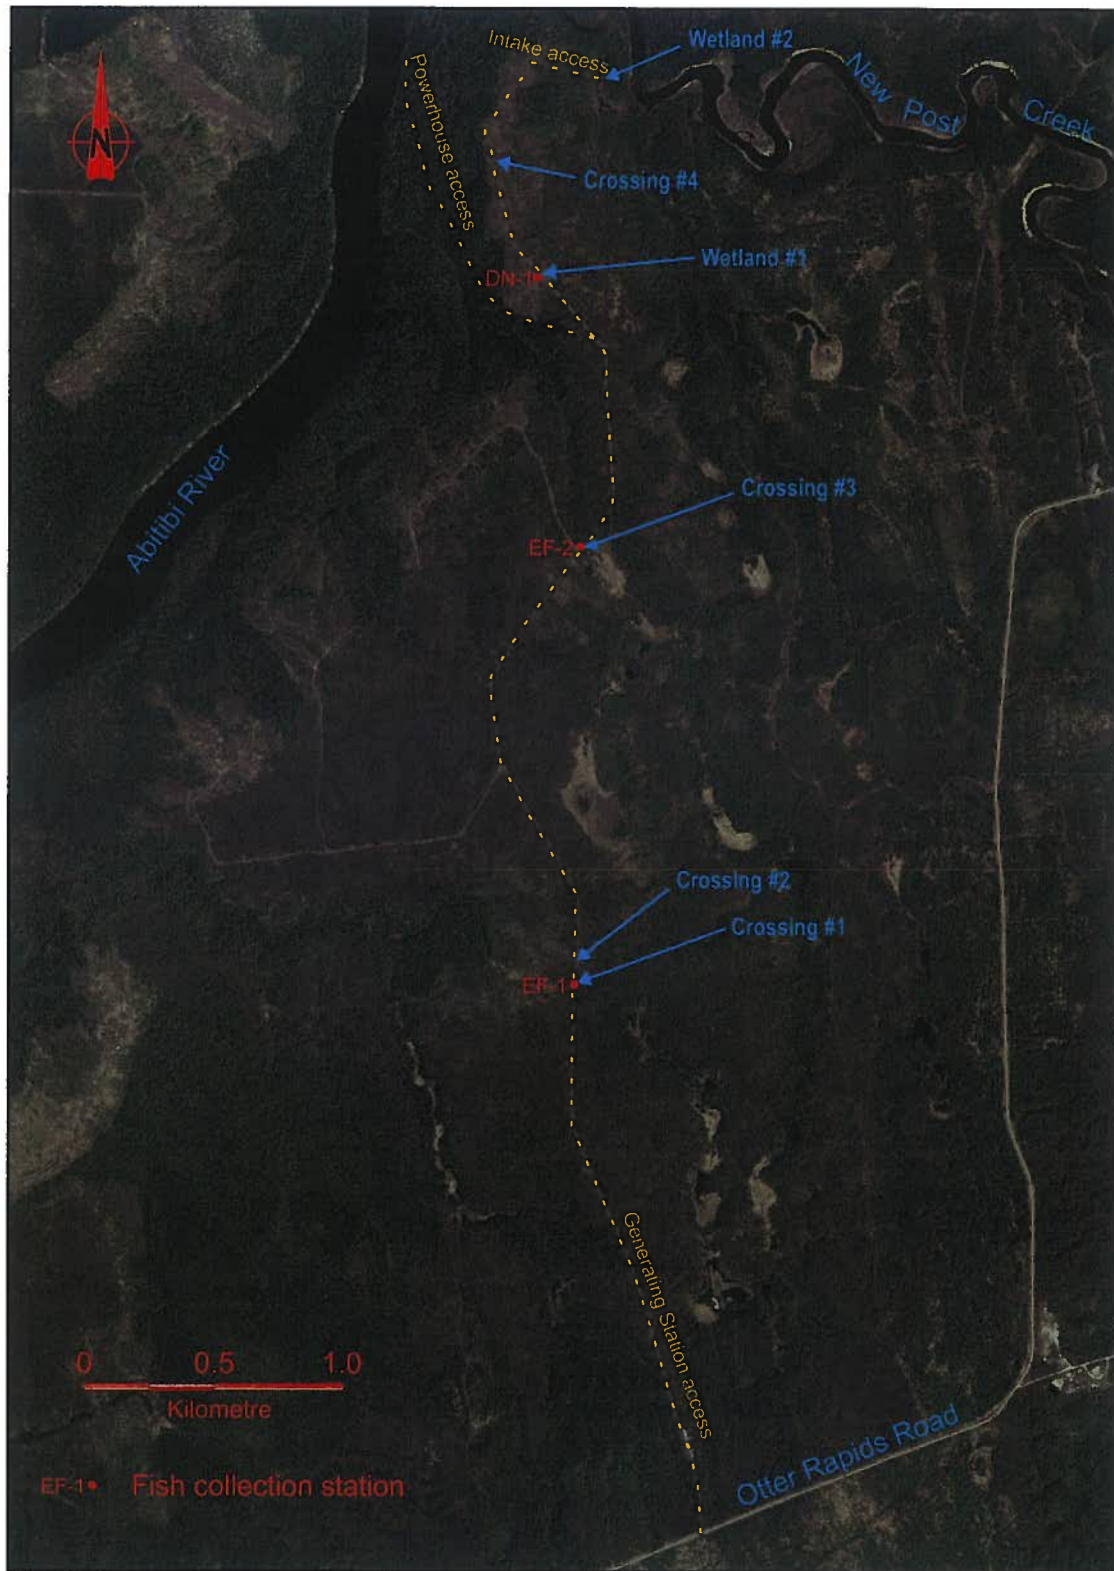 Intake access
Wetland #2
Powerhouse access
New Post Creek
N
Crossing #4
Wetland #1
DN-1
Abitibi River
Crossing #3
EF-2
Crossing #2
Crossing #1
EF-1
Generating Station access
0 0.5 1.0
Kilometre
Otter Rapids Road
EF-1 Fish collection station